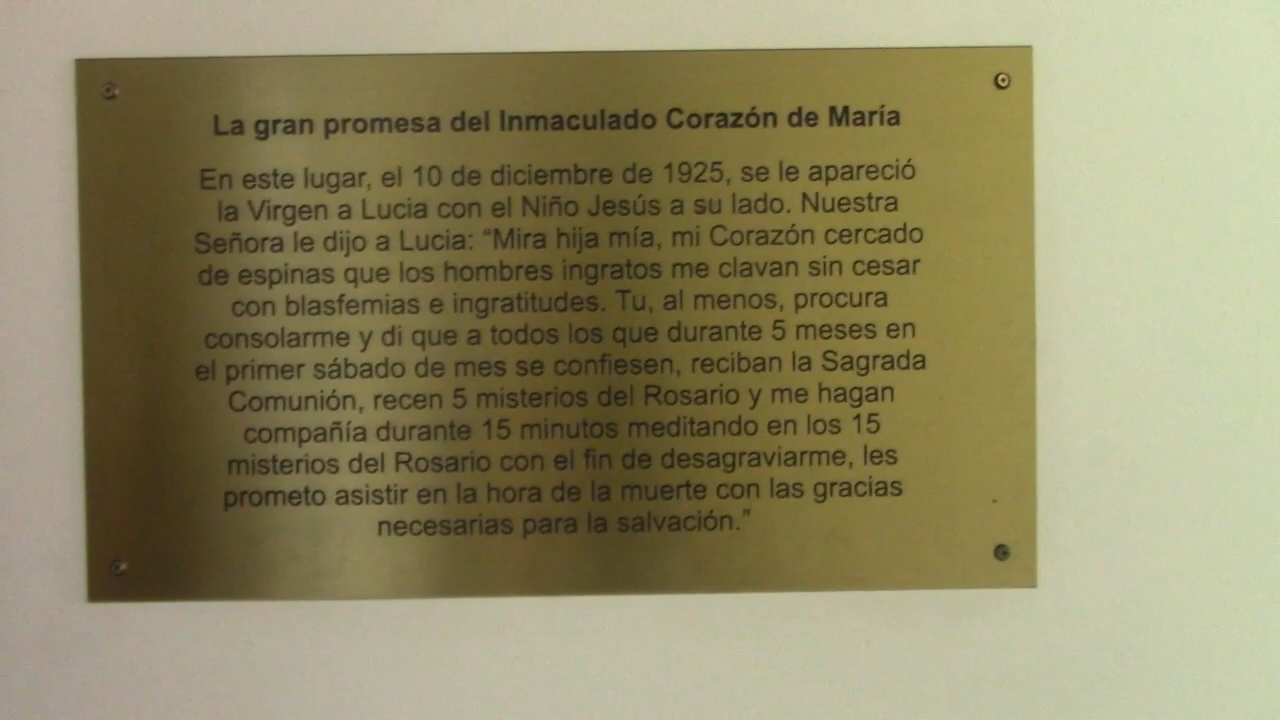 La gran promesa del Inmaculado Corazón de María
En este lugar, el 10 de diciembre de 1925, se le apareció
la Virgen a Lucia con el Niño Jesús a su lado. Nuestra
Señora le dijo a Lucia: “Mira hija mía, mi Corazón cercado
de espinas que los hombres ingratos me clavan sin cesar
con blasfemias e ingratitudes. Tu, al menos, procura
consolarme y di que a todos los que durante 5 meses en
el primer sábado de mes se confiesen, reciban la Sagrada
Comunión, recen 5 misterios del Rosario y me hagan
compañía durante 15 minutos meditando en los 15
misterios del Rosario con el fin de desagraviarme, les
prometo asistir en la hora de la muerte con las gracias
necesarias para la salvación.”